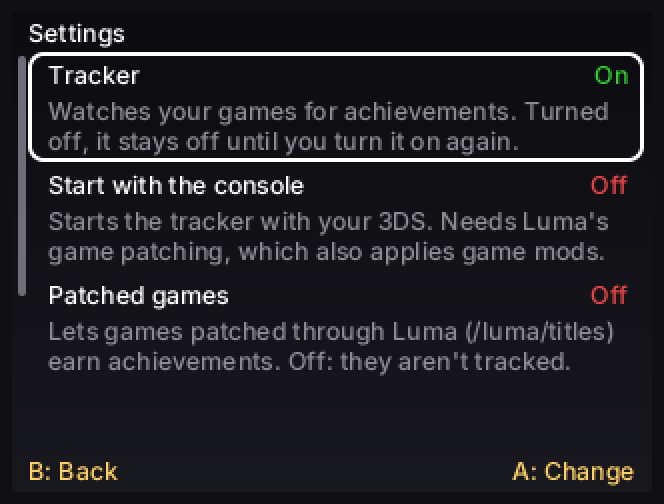 Settings
Tracker On
Watches your games for achievements. Turned
off, it stays off until you turn it on again.
Start with the console Off
Starts the tracker with your 3DS. Needs Luma's
game patching, which also applies game mods.
Patched games Off
Lets games patched through Luma (/luma/titles)
earn achievements. Off: they aren't tracked.
B: Back A: Change